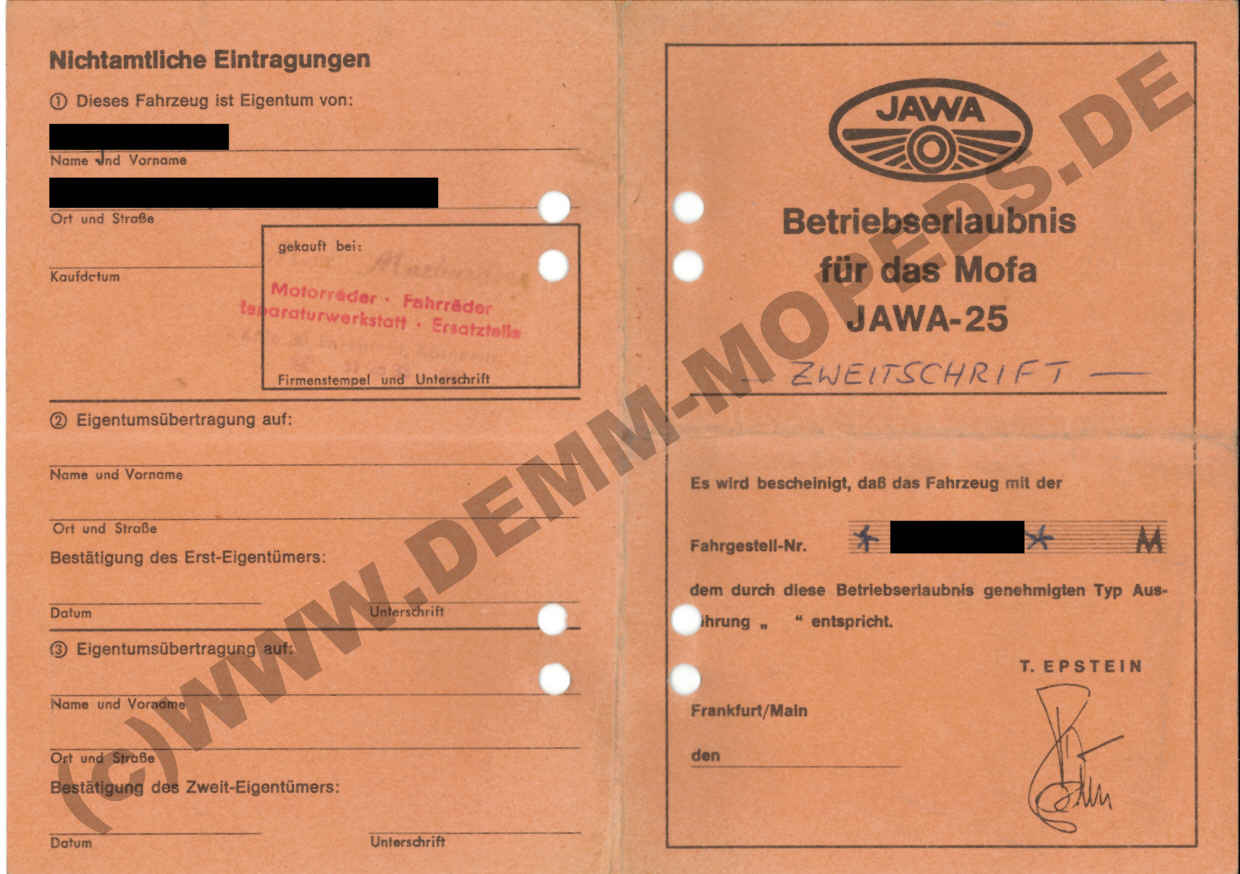 Nichtamtliche Eintragungen
① Dieses Fahrzeug ist Eigentum von:
Name und Vorname
Ort und Straße
Kaufdatum
gekauft bei:
Motorräder · Fahrräder
Reparaturwerkstatt · Ersatzteile
Firmenstempel und Unterschrift
② Eigentumsübertragung auf:
Name und Vorname
Ort und Straße
Bestätigung des Erst-Eigentümers:
Datum Unterschrift
③ Eigentumsübertragung auf:
Name und Vorname
Ort und Straße
Bestätigung des Zweit-Eigentümers:
Datum Unterschrift
JAWA
Betriebserlaubnis
für das Mofa
JAWA-25
— ZWEITSCHRIFT —
Es wird bescheinigt, daß das Fahrzeug mit der
Fahrgestell-Nr. * * M
dem durch diese Betriebserlaubnis genehmigten Typ Aus-
führung „ “ entspricht.
T. EPSTEIN
Frankfurt/Main
den
(c)WWW.DEMM-MOPEDS.DE